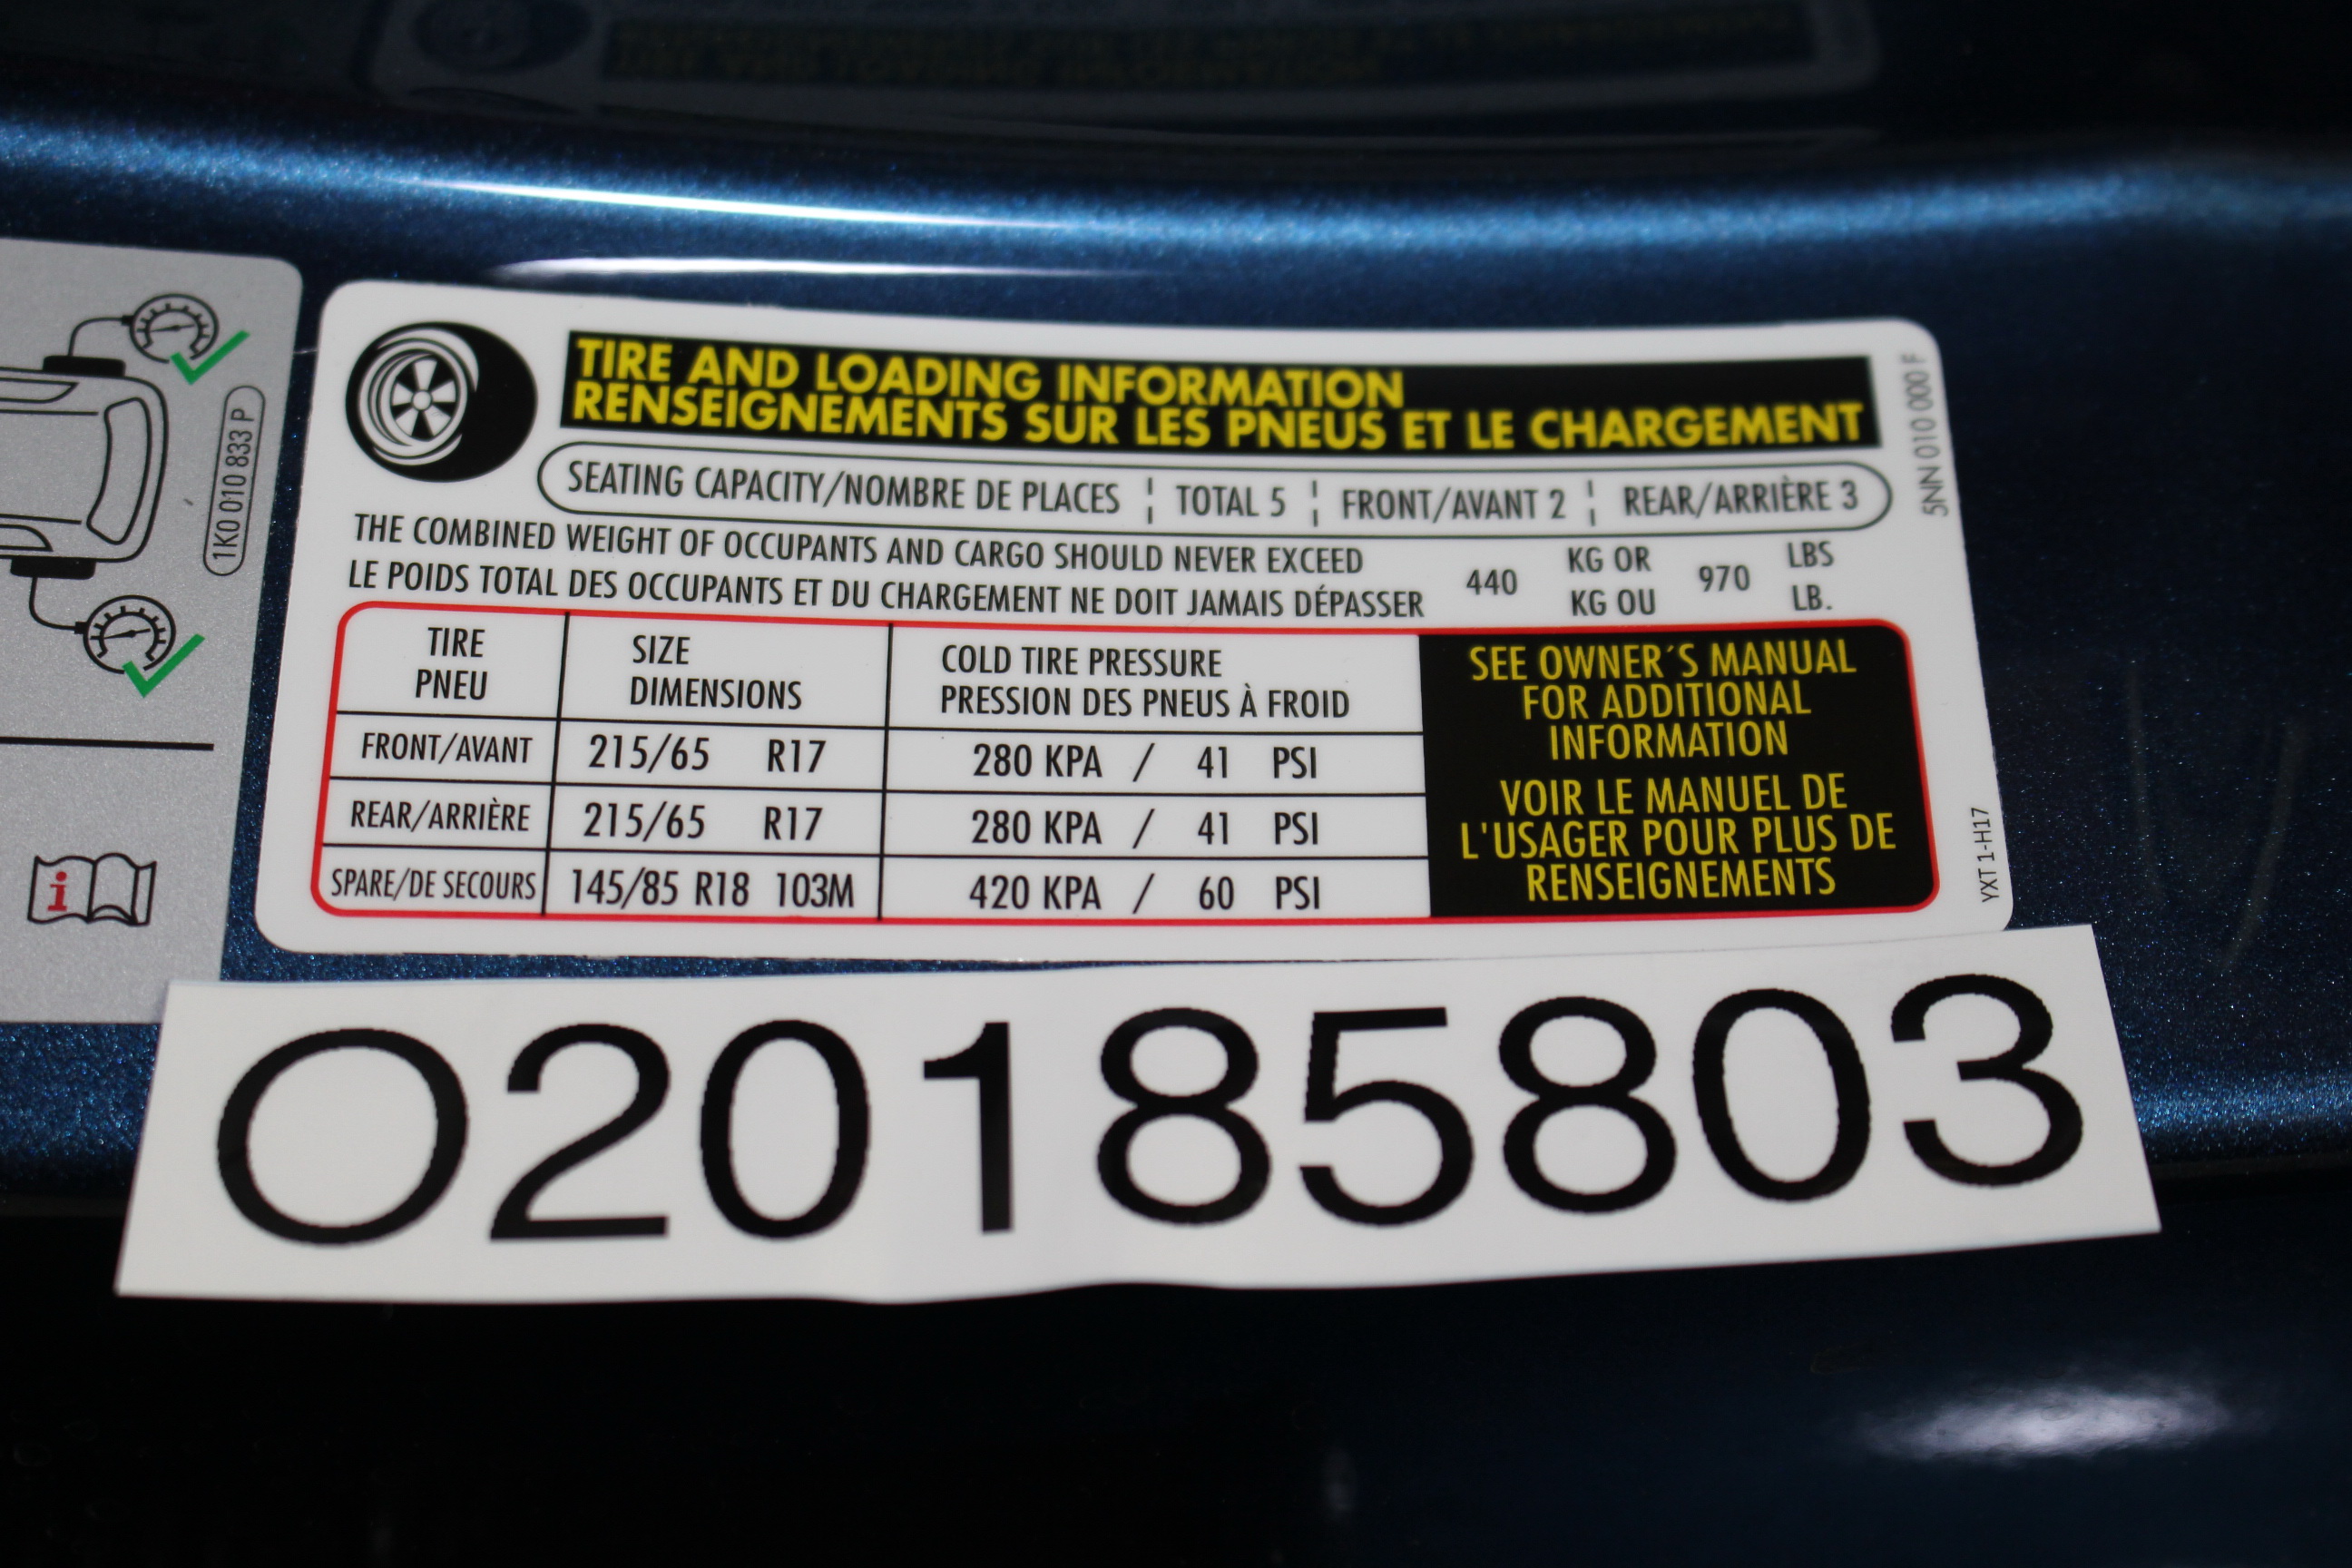 TIRE AND LOADING INFORMATION
RENSEIGNEMENTS SUR LES PNEUS ET LE CHARGEMENT
5NN 010 000 F
SEATING CAPACITY/NOMBRE DE PLACES ¦ TOTAL 5 ¦ FRONT/AVANT 2 ¦ REAR/ARRIÈRE 3
THE COMBINED WEIGHT OF OCCUPANTS AND CARGO SHOULD NEVER EXCEED
LE POIDS TOTAL DES OCCUPANTS ET DU CHARGEMENT NE DOIT JAMAIS DÉPASSER
440 KG OR 970 LBS
KG OU LB.
TIRE SIZE COLD TIRE PRESSURE
PNEU DIMENSIONS PRESSION DES PNEUS À FROID
FRONT/AVANT 215/65 R17 280 KPA / 41 PSI
REAR/ARRIÈRE 215/65 R17 280 KPA / 41 PSI
SPARE/DE SECOURS 145/85 R18 103M 420 KPA / 60 PSI
SEE OWNER´S MANUAL
FOR ADDITIONAL
INFORMATION
VOIR LE MANUEL DE
L'USAGER POUR PLUS DE
RENSEIGNEMENTS
YXT 1-H17
1K0 010 833 P
i
O20185803